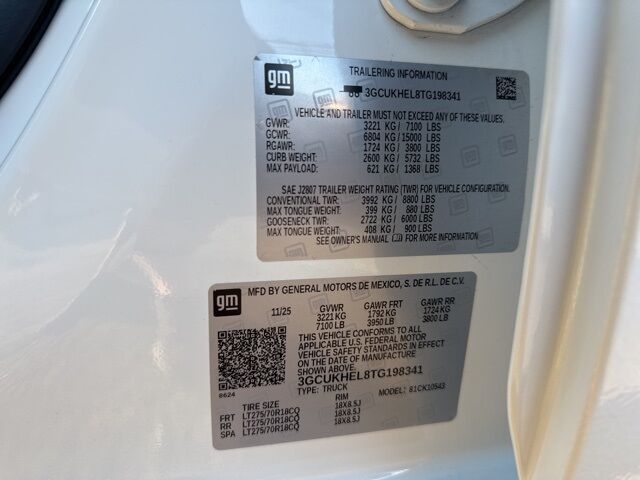 gm
TRAILERING INFORMATION
3GCUKHEL8TG198341
VEHICLE AND TRAILER MUST NOT EXCEED ANY OF THESE VALUES
GVWR: 3221 KG / 7100 LBS
GCWR: 6804 KG / 15000 LBS
RGAWR: 1724 KG / 3800 LBS
CURB WEIGHT: 2600 KG / 5732 LBS
MAX PAYLOAD: 621 KG / 1368 LBS
SAE J2807 TRAILER WEIGHT RATING (TWR) FOR VEHICLE CONFIGURATION.
CONVENTIONAL TWR: 3992 KG / 8800 LBS
MAX TONGUE WEIGHT: 399 KG / 880 LBS
GOOSENECK TWR: 2722 KG / 6000 LBS
MAX TONGUE WEIGHT: 408 KG / 900 LBS
SEE OWNER'S MANUAL FOR MORE INFORMATION
gm
MFD BY GENERAL MOTORS DE MEXICO, S. DE R.L. DE C.V.
11/25 GVWR GAWR FRT GAWR RR
3221 KG 1792 KG 1724 KG
7100 LB 3950 LB 3800 LB
THIS VEHICLE CONFORMS TO ALL
APPLICABLE U.S. FEDERAL MOTOR
VEHICLE SAFETY STANDARDS IN EFFECT ON THE
DATE OF MANUFACTURE SHOWN ABOVE.
3GCUKHEL8TG198341
8624
TYPE: TRUCK MODEL: 81CK10543
TIRE SIZE RIM
FRT LT275/70R18CQ 18X8.5J
RR LT275/70R18CQ 18X8.5J
SPA LT275/70R18CQ 18X8.5J